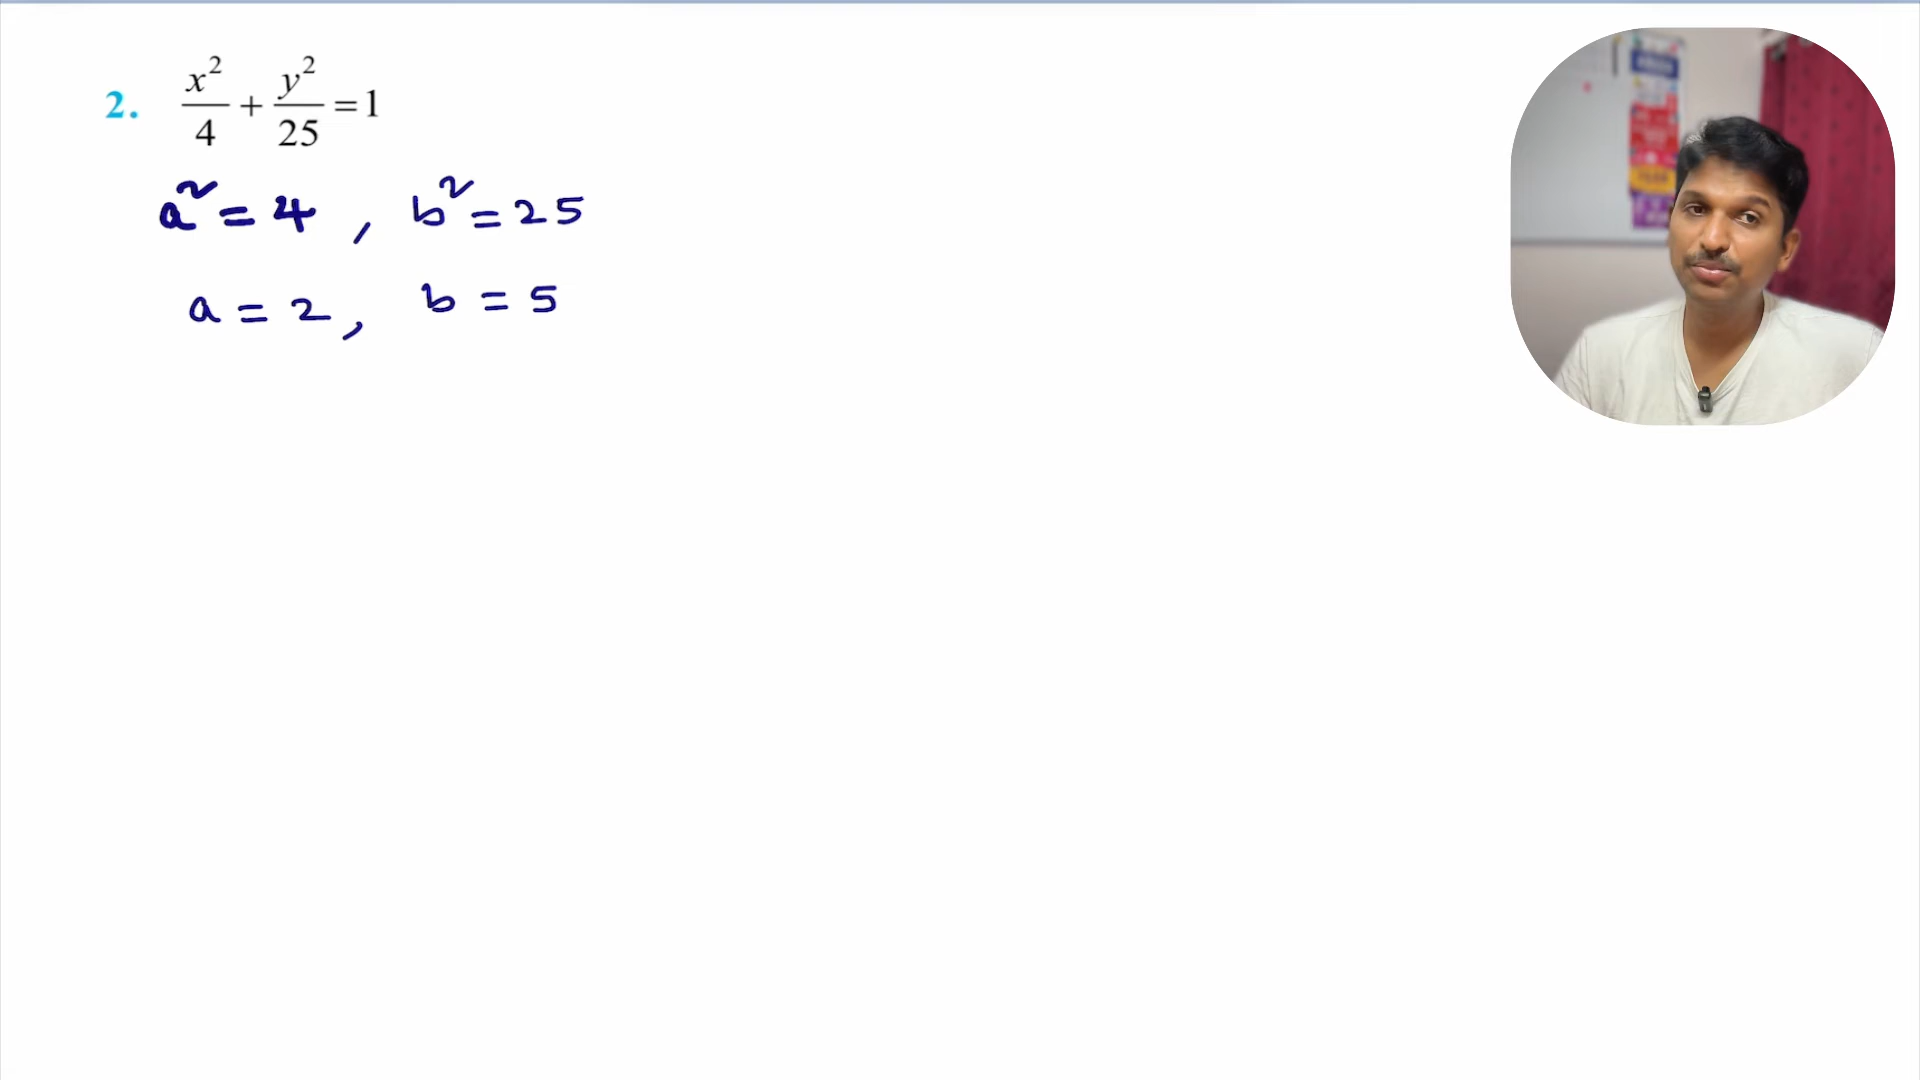 2. x²/4 + y²/25 = 1
a² = 4 , b² = 25
a = 2 , b = 5